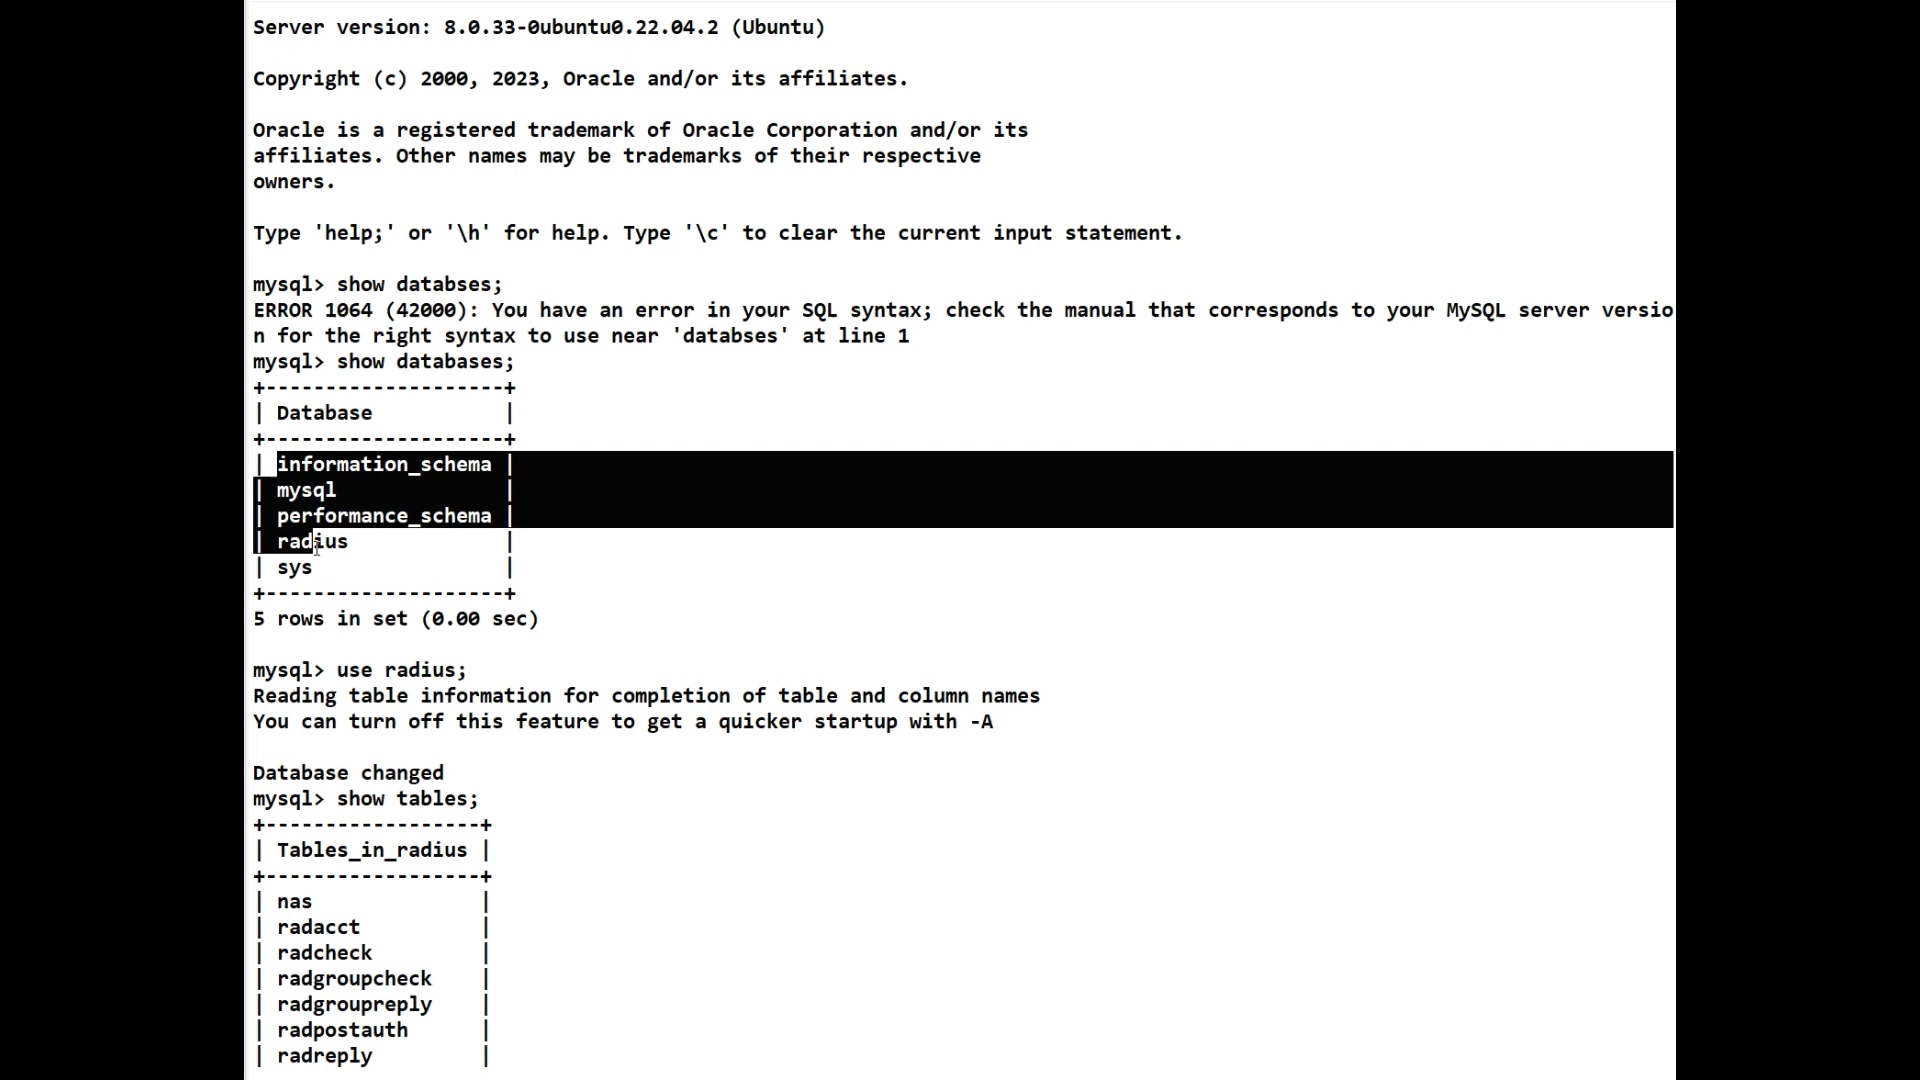 Server version: 8.0.33-0ubuntu0.22.04.2 (Ubuntu)
Copyright (c) 2000, 2023, Oracle and/or its affiliates.
Oracle is a registered trademark of Oracle Corporation and/or its
affiliates. Other names may be trademarks of their respective
owners.
Type 'help;' or '\h' for help. Type '\c' to clear the current input statement.
mysql> show databses;
ERROR 1064 (42000): You have an error in your SQL syntax; check the manual that corresponds to your MySQL server versio
n for the right syntax to use near 'databses' at line 1
mysql> show databases;
+--------------------+
| Database           |
+--------------------+
| information_schema |
| mysql              |
| performance_schema |
| radius             |
| sys                |
+--------------------+
5 rows in set (0.00 sec)
mysql> use radius;
Reading table information for completion of table and column names
You can turn off this feature to get a quicker startup with -A
Database changed
mysql> show tables;
+------------------+
| Tables_in_radius |
+------------------+
| nas              |
| radacct          |
| radcheck         |
| radgroupcheck    |
| radgroupreply    |
| radpostauth      |
| radreply         |